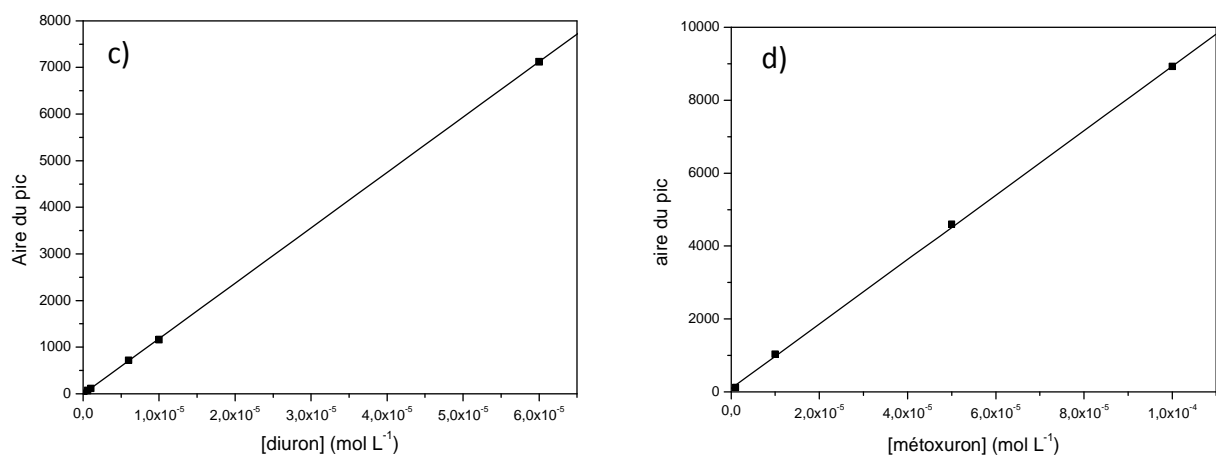 c)
8000
7000
6000
5000
4000
3000
2000
1000
0
Aire du pic
0,0
1,0x10⁻⁵
2,0x10⁻⁵
3,0x10⁻⁵
4,0x10⁻⁵
5,0x10⁻⁵
6,0x10⁻⁵
[diuron] (mol L⁻¹)
d)
10000
8000
6000
4000
2000
0
aire du pic
0,0
2,0x10⁻⁵
4,0x10⁻⁵
6,0x10⁻⁵
8,0x10⁻⁵
1,0x10⁻⁴
[métoxuron] (mol L⁻¹)